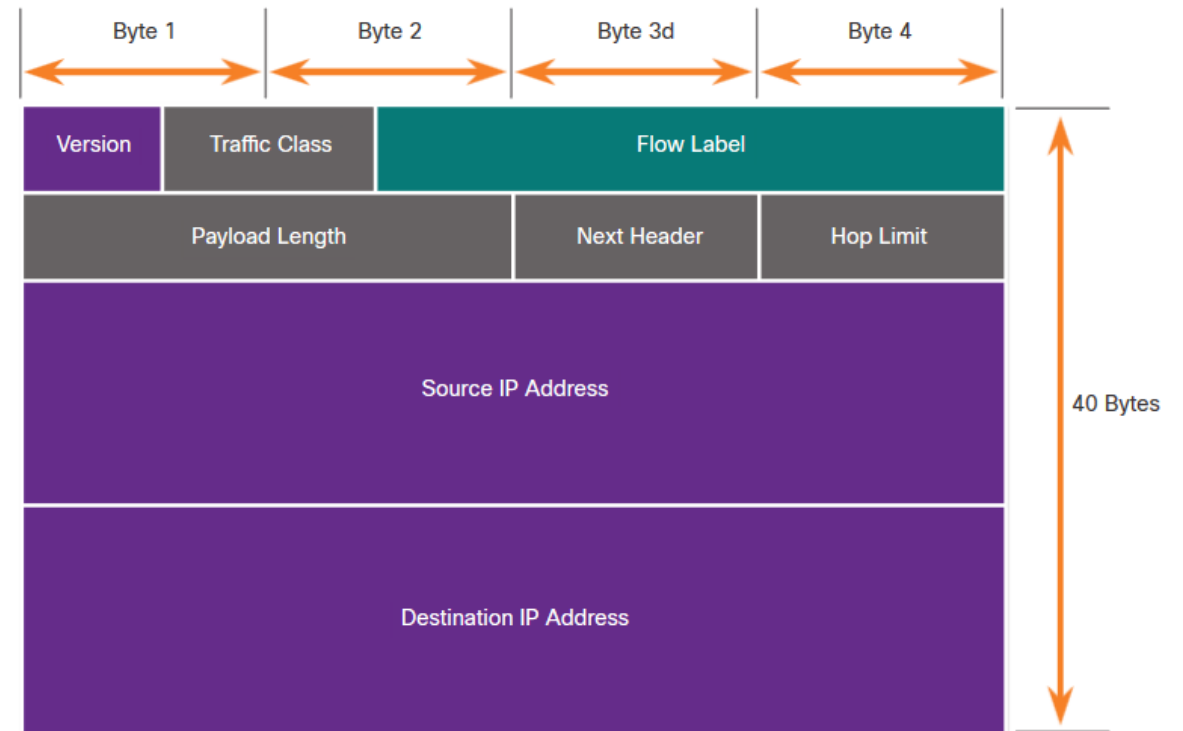 Byte 1
Byte 2
Byte 3d
Byte 4
Version
Traffic Class
Flow Label
Payload Length
Next Header
Hop Limit
Source IP Address
40 Bytes
Destination IP Address